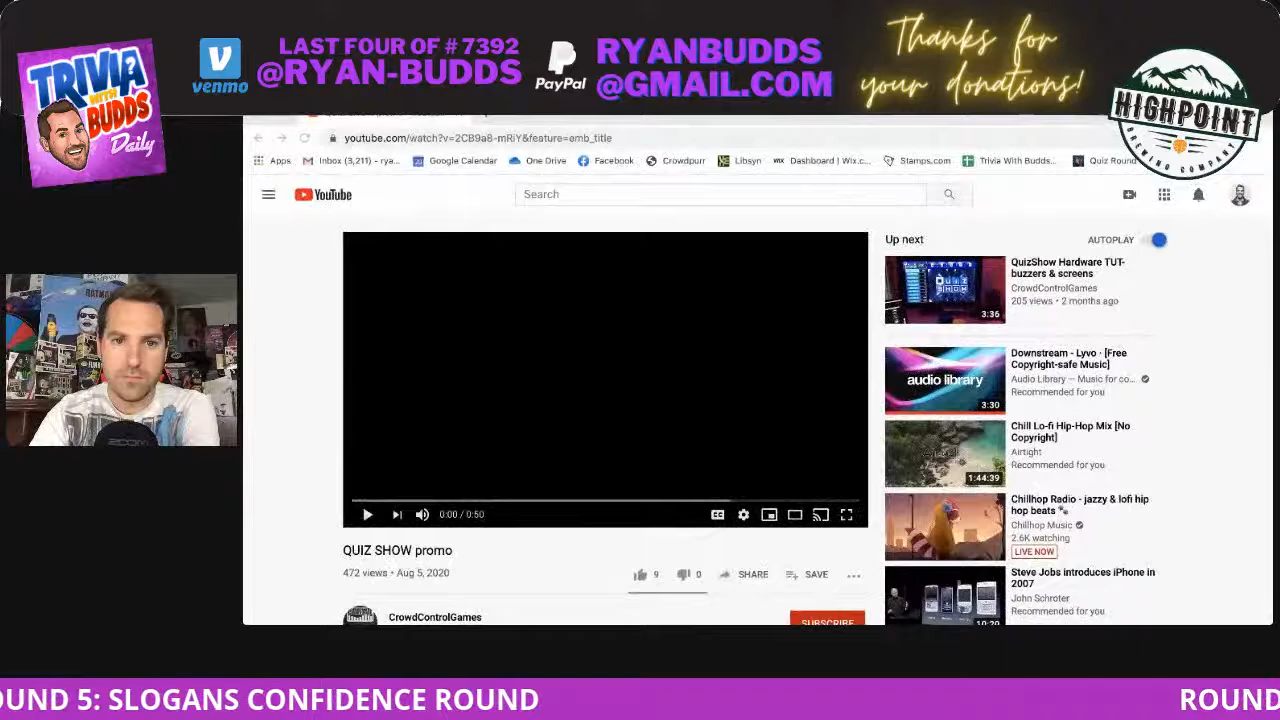 TRIVIA
WITH
BUDDS
Daily
venmo
LAST FOUR OF # 7392
@RYAN-BUDDS
PayPal
RYANBUDDS
@GMAIL.COM
Thanks for
your donations!
HIGHPOINT
BREWING COMPANY
youtube.com/watch?v=2CB9a8-mRiY&feature=emb_title
Apps
Inbox (3,211) - rya...
Google Calendar
One Drive
Facebook
Crowdpurr
Libsyn
WIX Dashboard | Wix.c...
Stamps.com
Trivia With Budds...
Quiz Round
YouTube
Search
Up next
AUTOPLAY
QUIZ
SHOW
3:36
QuizShow Hardware TUT-
buzzers & screens
CrowdControlGames
205 views • 2 months ago
audio library
3:30
Downstream - Lyvo · [Free
Copyright-safe Music]
Audio Library — Music for co...
Recommended for you
1:44:39
Chill Lo-fi Hip-Hop Mix [No
Copyright]
Airtight
Recommended for you
Chillhop Radio - jazzy & lofi hip
hop beats 🐾
Chillhop Music
2.6K watching
LIVE NOW
Steve Jobs introduces iPhone in
2007
John Schroter
Recommended for you
10:20
BATMAN
ZOOM
0:00 / 0:50
QUIZ SHOW promo
472 views • Aug 5, 2020
9
0
SHARE
SAVE
CrowdControlGames
SUBSCRIBE
OUND 5: SLOGANS CONFIDENCE ROUND
ROUND